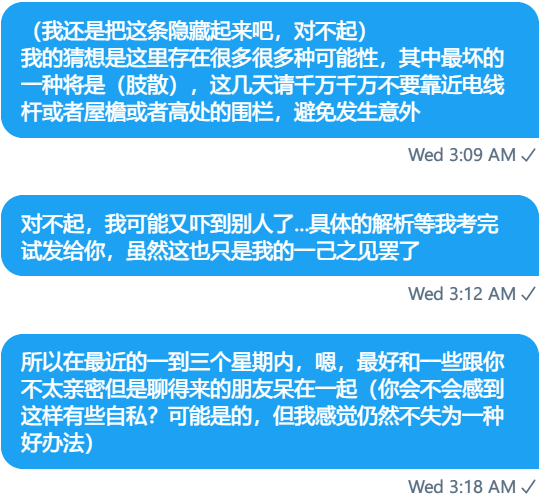 （我还是把这条隐藏起来吧，对不起）
我的猜想是这里存在很多很多种可能性，其中最坏的
一种将是（肢散），这几天请千万千万不要靠近电线
杆或者屋檐或者高处的围栏，避免发生意外
Wed 3:09 AM ✓
对不起，我可能又吓到别人了...具体的解析等我考完
试发给你，虽然这也只是我的一己之见罢了
Wed 3:12 AM ✓
所以在最近的一到三个星期内，嗯，最好和一些跟你
不太亲密但是聊得来的朋友呆在一起（你会不会感到
这样有些自私？可能是的，但我感觉仍然不失为一种
好办法）
Wed 3:18 AM ✓